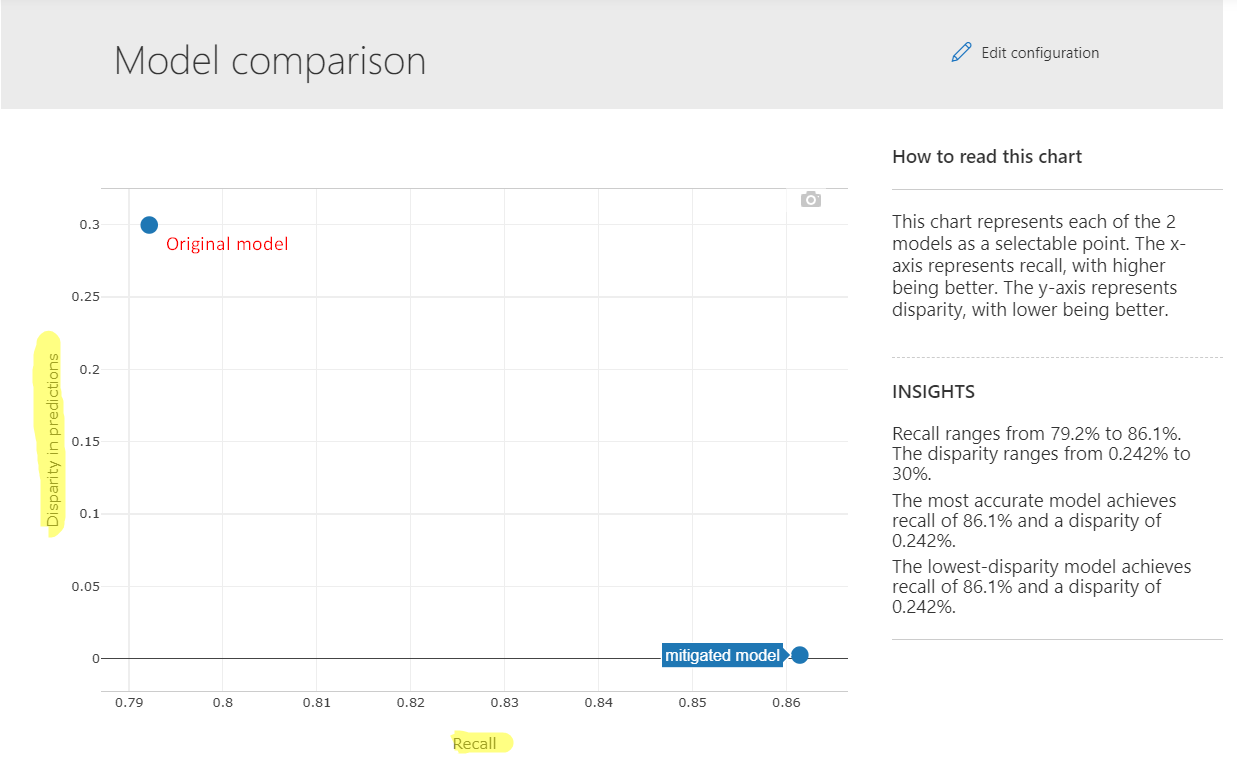 Model comparison
Edit configuration
How to read this chart
This chart represents each of the 2
models as a selectable point. The x-
axis represents recall, with higher
being better. The y-axis represents
disparity, with lower being better.
INSIGHTS
Recall ranges from 79.2% to 86.1%.
The disparity ranges from 0.242% to
30%.
The most accurate model achieves
recall of 86.1% and a disparity of
0.242%.
The lowest-disparity model achieves
recall of 86.1% and a disparity of
0.242%.
Disparity in predictions
0.3
0.25
0.2
0.15
0.1
0.05
0
Original model
mitigated model
0.79 0.8 0.81 0.82 0.83 0.84 0.85 0.86
Recall